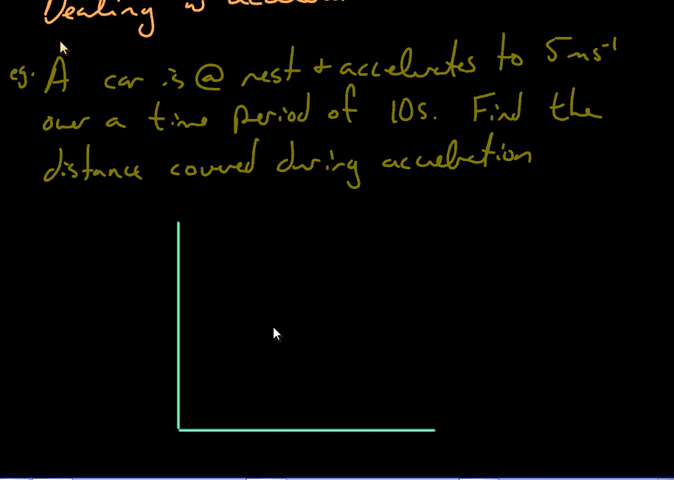 Dealing w
eg. A car is @ rest + accelerates to 5ms⁻¹
over a time period of 10s. Find the
distance covered during acceleration